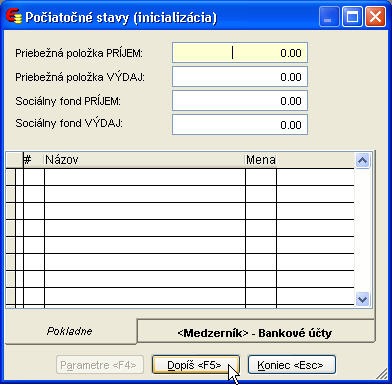 Počiatočné stavy (inicializácia)
Priebežná položka PRÍJEM: 0.00
Priebežná položka VÝDAJ: 0.00
Sociálny fond PRÍJEM: 0.00
Sociálny fond VÝDAJ: 0.00
# Názov Mena
Pokladne <Medzerník> - Bankové účty
Parametre <F4> Dopíš <F5> Koniec <Esc>